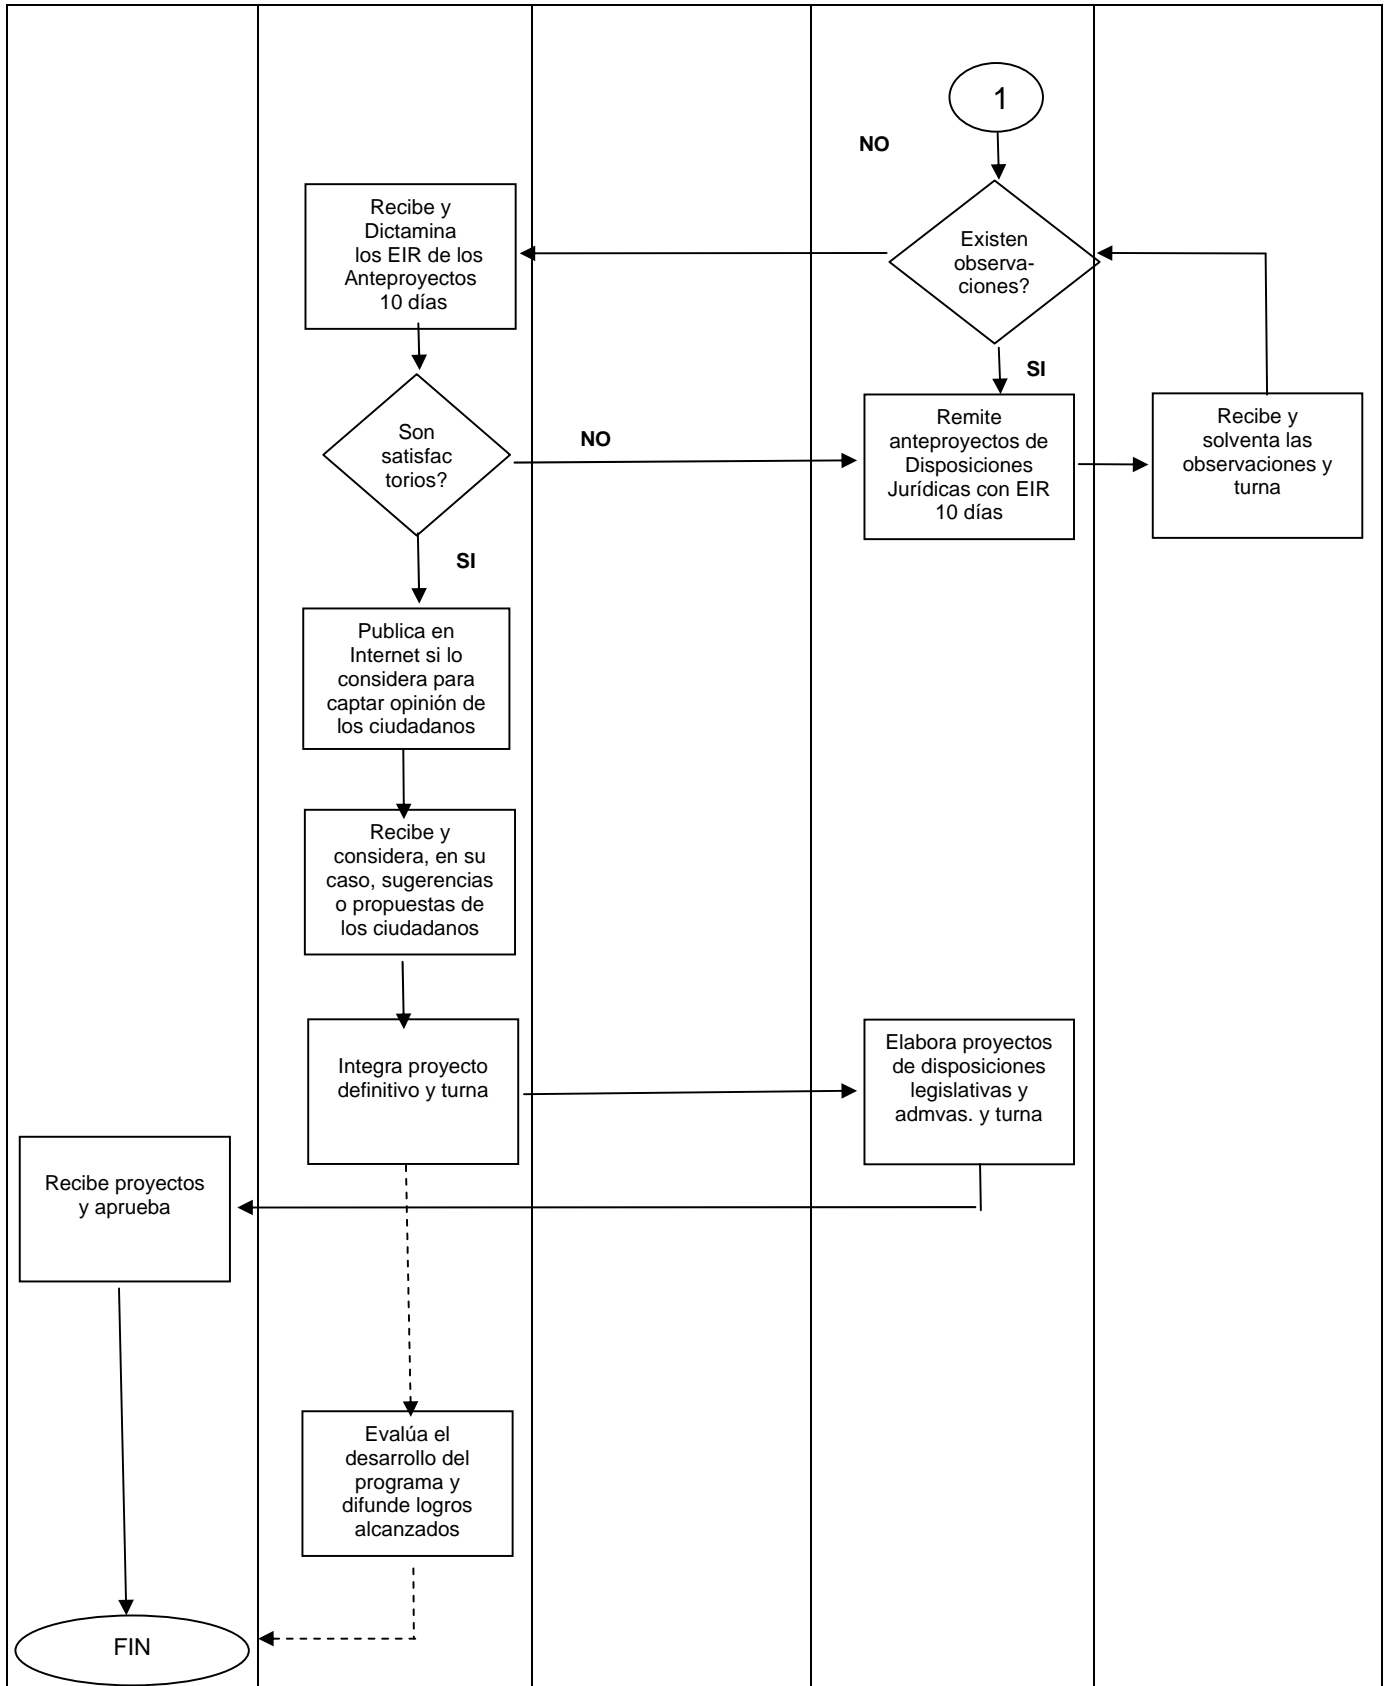 1
NO
Existen
observa-
ciones?
Recibe y
Dictamina
los EIR de los
Anteproyectos
10 días
SI
Son
satisfac
torios?
NO
Remite
anteproyectos de
Disposiciones
Jurídicas con EIR
10 días
Recibe y
solventa las
observaciones y
turna
SI
Publica en
Internet si lo
considera para
captar opinión de
los ciudadanos
Recibe y
considera, en su
caso, sugerencias
o propuestas de
los ciudadanos
Integra proyecto
definitivo y turna
Elabora proyectos
de disposiciones
legislativas y
admvas. y turna
Recibe proyectos
y aprueba
Evalúa el
desarrollo del
programa y
difunde logros
alcanzados
FIN